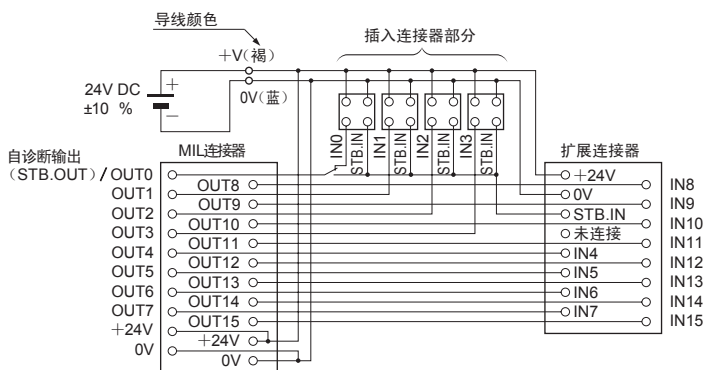 导线颜色
+V(褐)
插入连接器部分
24V DC
±10 %
0V(蓝)
自诊断输出
(STB.OUT)/OUT0
MIL连接器
IN0
STB.IN
IN1
STB.IN
IN2
STB.IN
IN3
STB.IN
扩展连接器
OUT1
OUT2
OUT3
OUT4
OUT5
OUT6
OUT7
+24V
0V
OUT8
OUT9
OUT10
OUT11
OUT12
OUT13
OUT14
OUT15
+24V
0V
+24V
0V
STB.IN
未连接
IN4
IN5
IN6
IN7
IN8
IN9
IN10
IN11
IN12
IN13
IN14
IN15